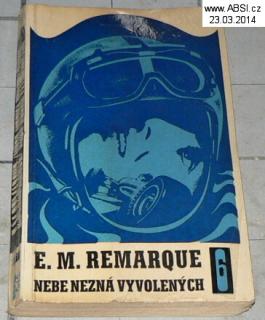 www.ABSI.cz
23.03.2014
E. M. REMARQUE
6
NEBE NEZNÁ VYVOLENÝCH